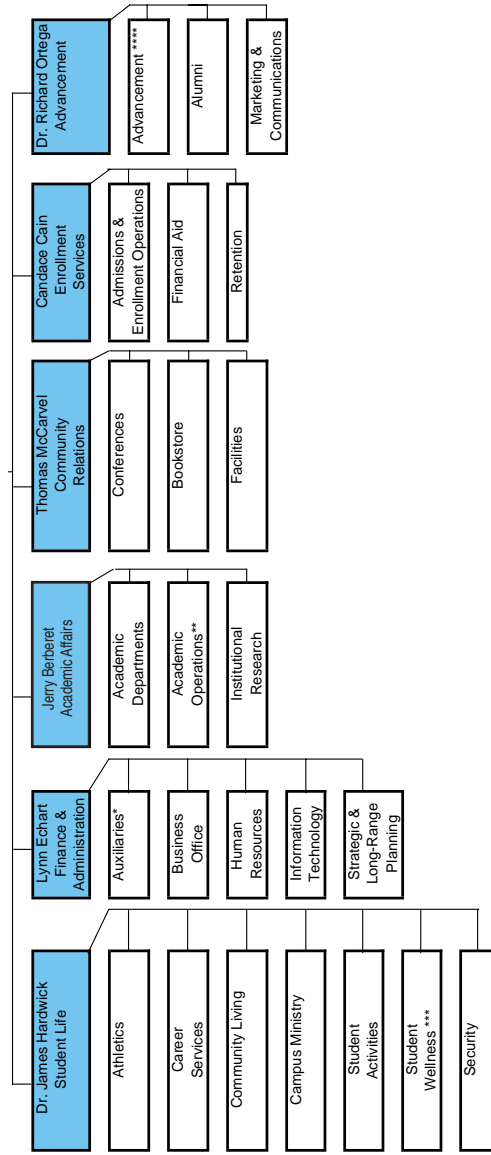 Dr. James Hardwick
Student Life
Athletics
Career
Services
Community Living
Campus Ministry
Student
Activities
Student
Wellness ***
Security
Lynn Echart
Finance &
Administration
Auxiliaries*
Business
Office
Human
Resources
Information
Technology
Strategic &
Long-Range
Planning
Jerry Berberet
Academic Affairs
Academic
Departments
Academic
Operations**
Institutional
Research
Thomas McCarvel
Community
Relations
Conferences
Bookstore
Facilities
Candace Cain
Enrollment
Services
Admissions &
Enrollment Operations
Financial Aid
Retention
Dr. Richard Ortega
Advancement
Advancement ****
Alumni
Marketing &
Communications